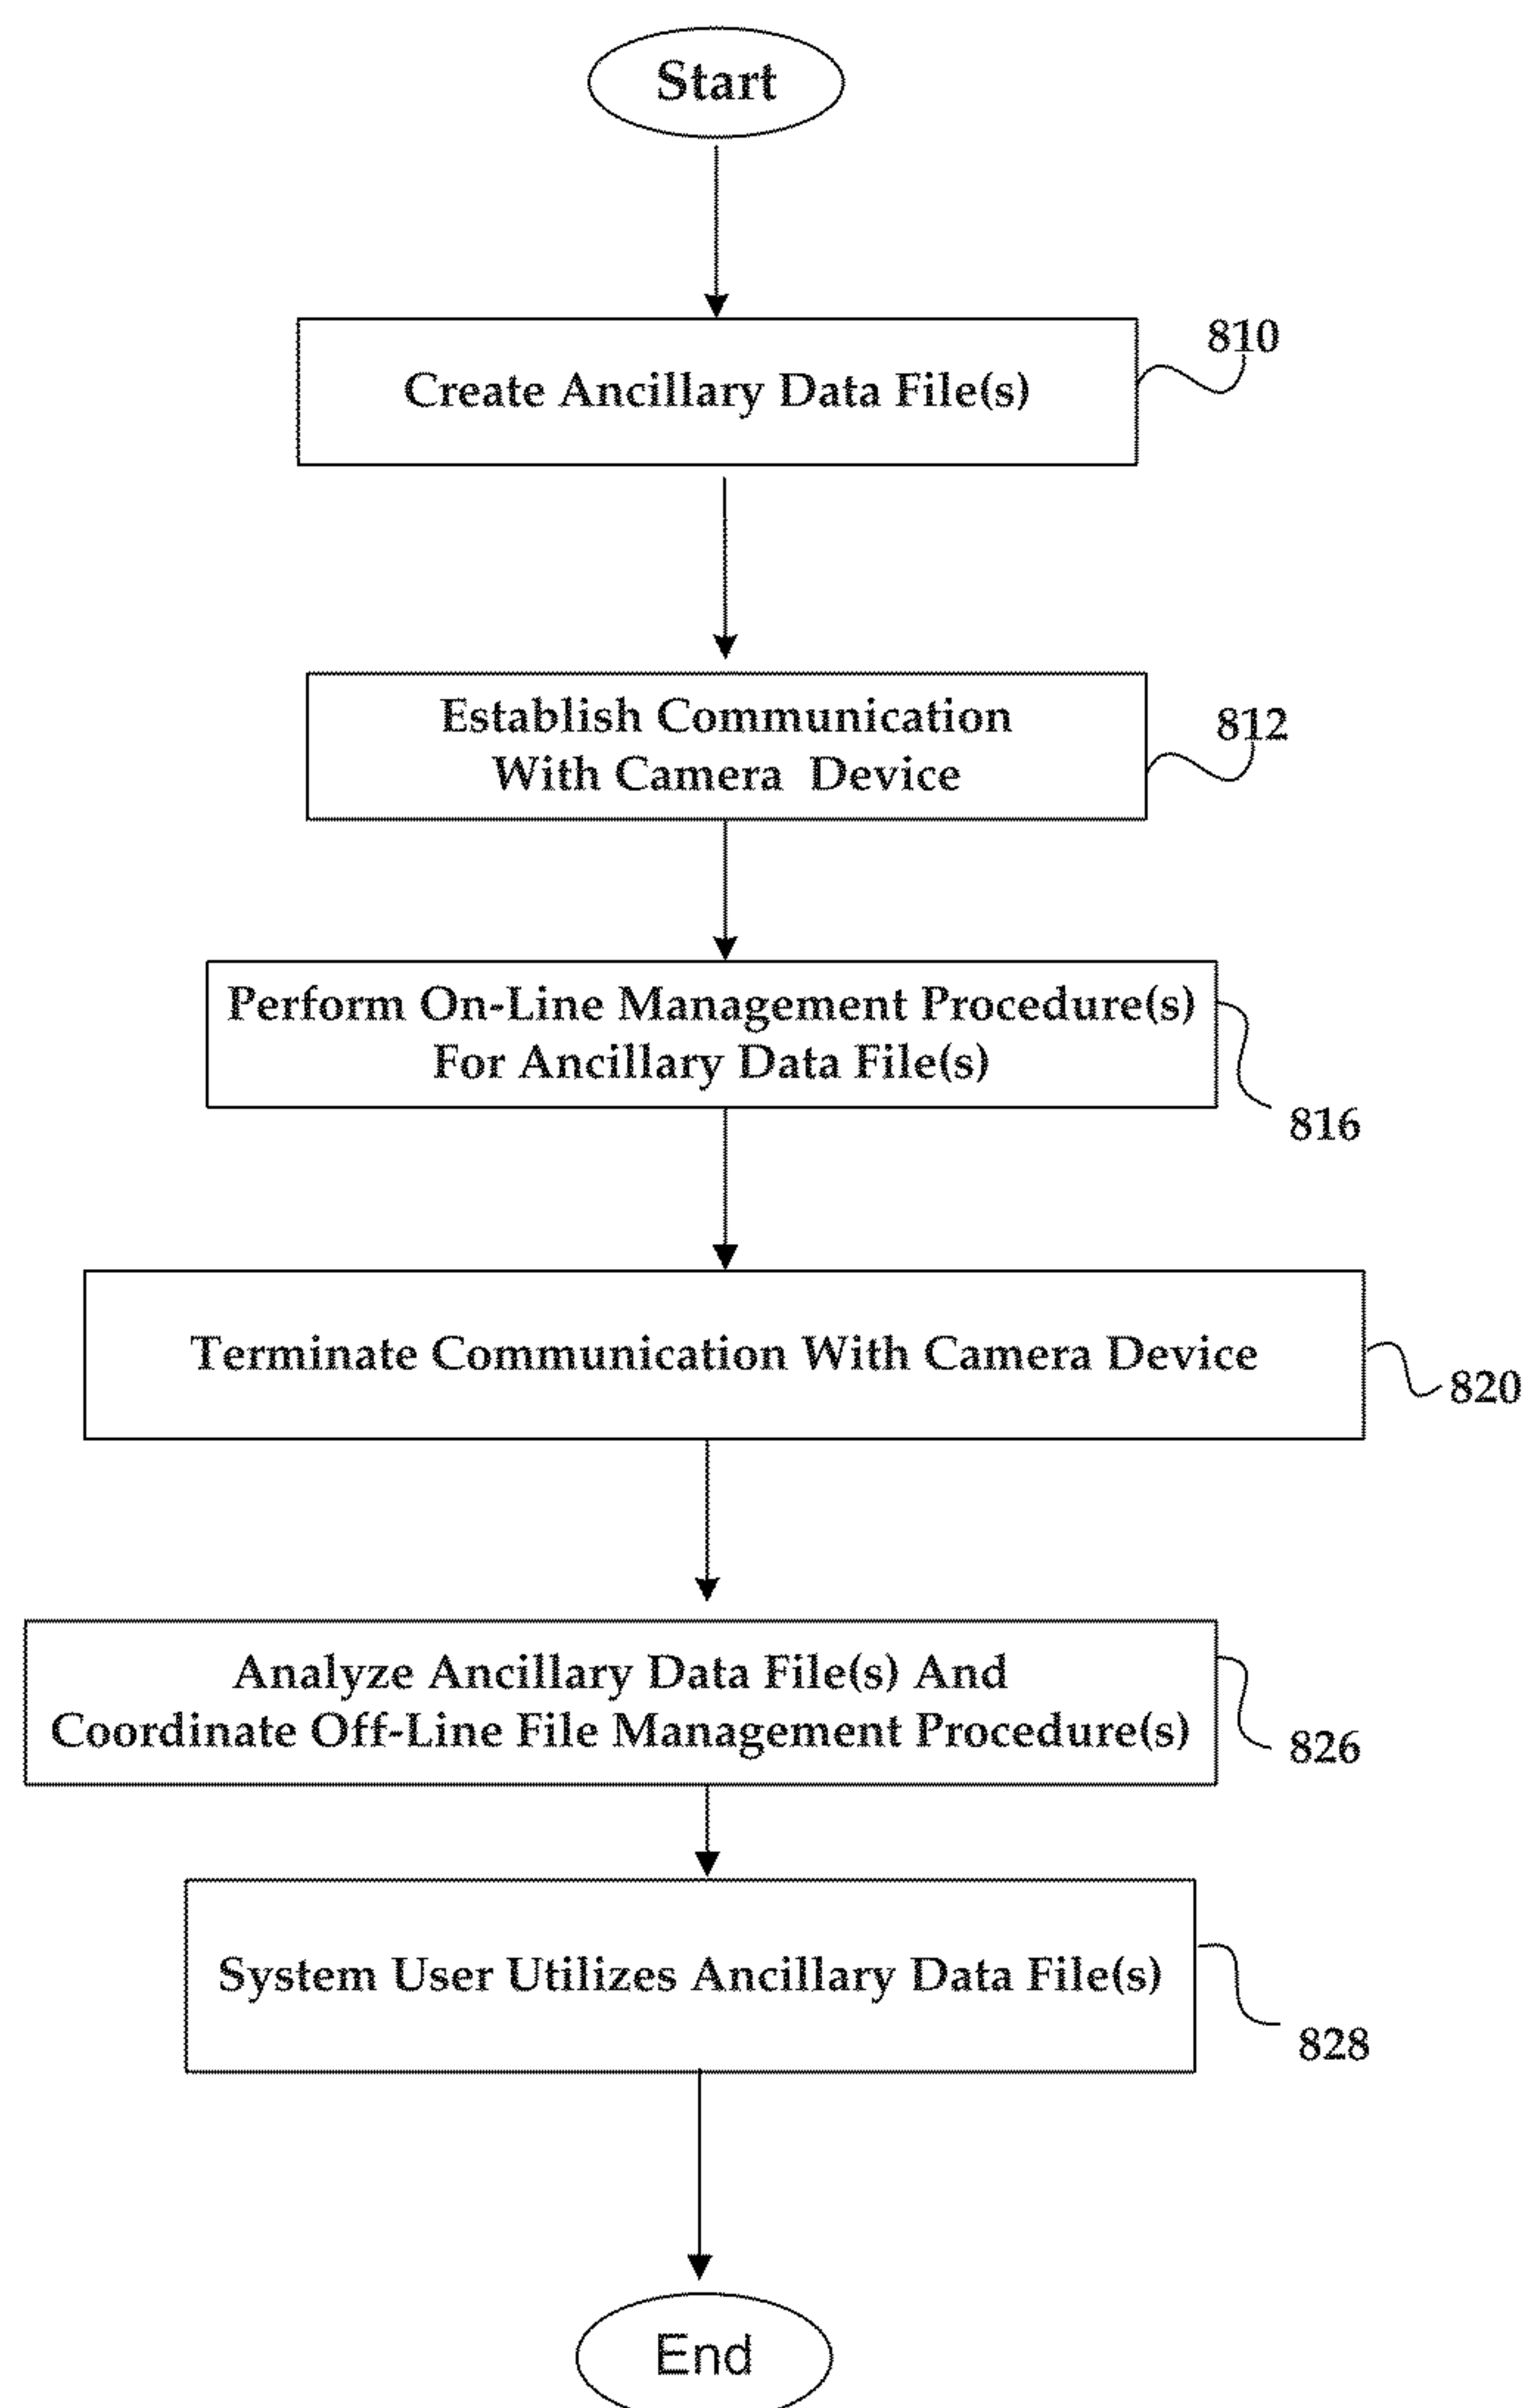 Start
810
Create Ancillary Data File(s)
812
Establish Communication
With Camera Device
Perform On-Line Management Procedure(s)
For Ancillary Data File(s)
816
Terminate Communication With Camera Device
820
Analyze Ancillary Data File(s) And
Coordinate Off-Line File Management Procedure(s)
826
System User Utilizes Ancillary Data File(s)
828
End